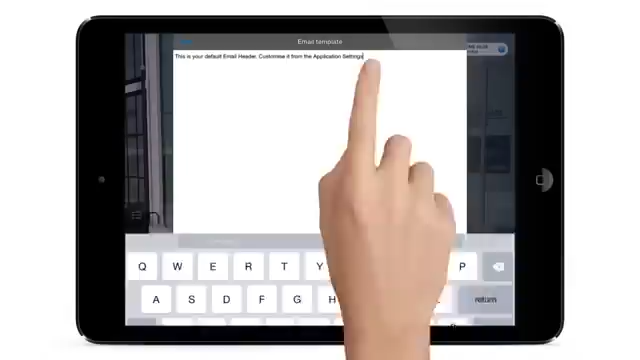 Email template
This is your default Email Header. Customise it from the Application Settings
Q W E R T Y P
A S D F G H return